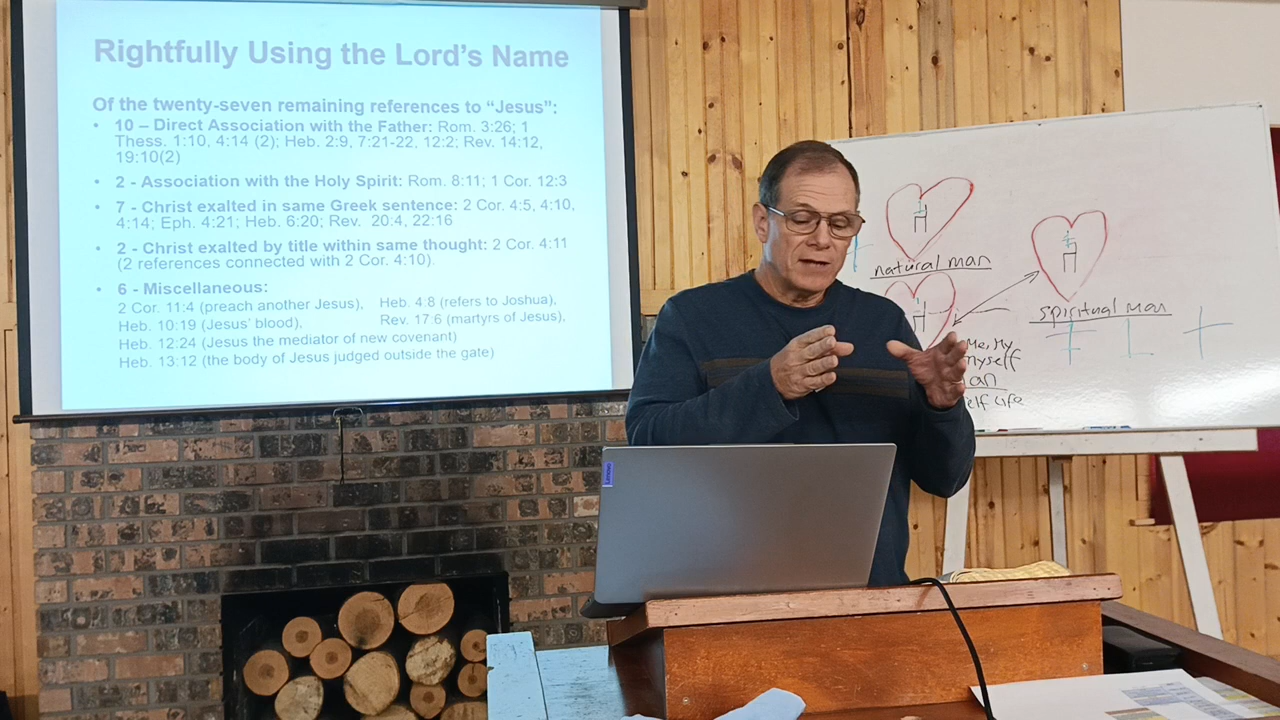 Rightfully Using the Lord's Name
Of the twenty-seven remaining references to "Jesus":
• 10 – Direct Association with the Father: Rom. 3:26; 1
Thess. 1:10, 4:14 (2); Heb. 2:9, 7:21-22, 12:2; Rev. 14:12,
19:10(2)
• 2 - Association with the Holy Spirit: Rom. 8:11; 1 Cor. 12:3
• 7 - Christ exalted in same Greek sentence: 2 Cor. 4:5, 4:10,
4:14; Eph. 4:21; Heb. 6:20; Rev. 20:4, 22:16
• 2 - Christ exalted by title within same thought: 2 Cor. 4:11
(2 references connected with 2 Cor. 4:10).
• 6 - Miscellaneous:
2 Cor. 11:4 (preach another Jesus), Heb. 4:8 (refers to Joshua),
Heb. 10:19 (Jesus' blood), Rev. 17:6 (martyrs of Jesus),
Heb. 12:24 (Jesus the mediator of new covenant)
Heb. 13:12 (the body of Jesus judged outside the gate)
natural man
spiritual man
Me, My
Myself
an
elf life
Lenovo